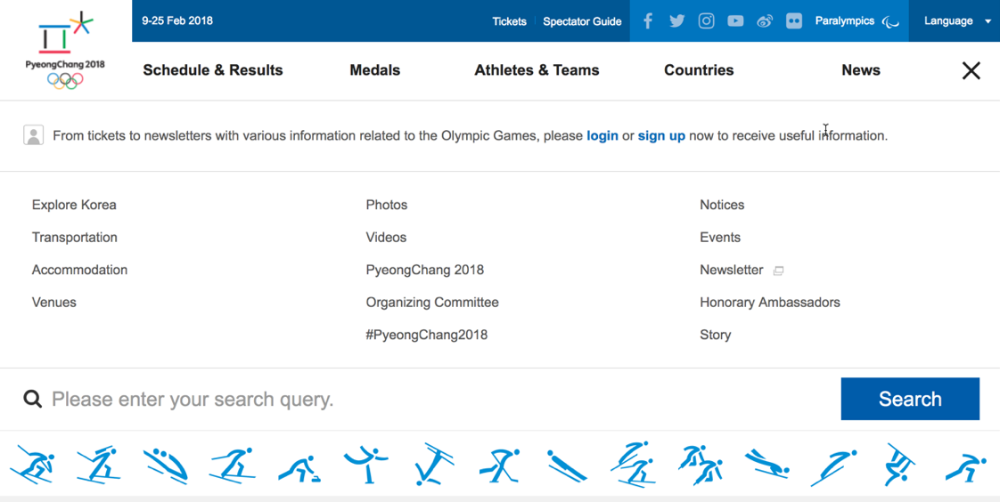 9-25 Feb 2018
Tickets
Spectator Guide
Paralympics
Language
PyeongChang 2018
Schedule & Results
Medals
Athletes & Teams
Countries
News
From tickets to newsletters with various information related to the Olympic Games, please login or sign up now to receive useful information.
Explore Korea
Transportation
Accommodation
Venues
Photos
Videos
PyeongChang 2018
Organizing Committee
#PyeongChang2018
Notices
Events
Newsletter
Honorary Ambassadors
Story
Please enter your search query.
Search